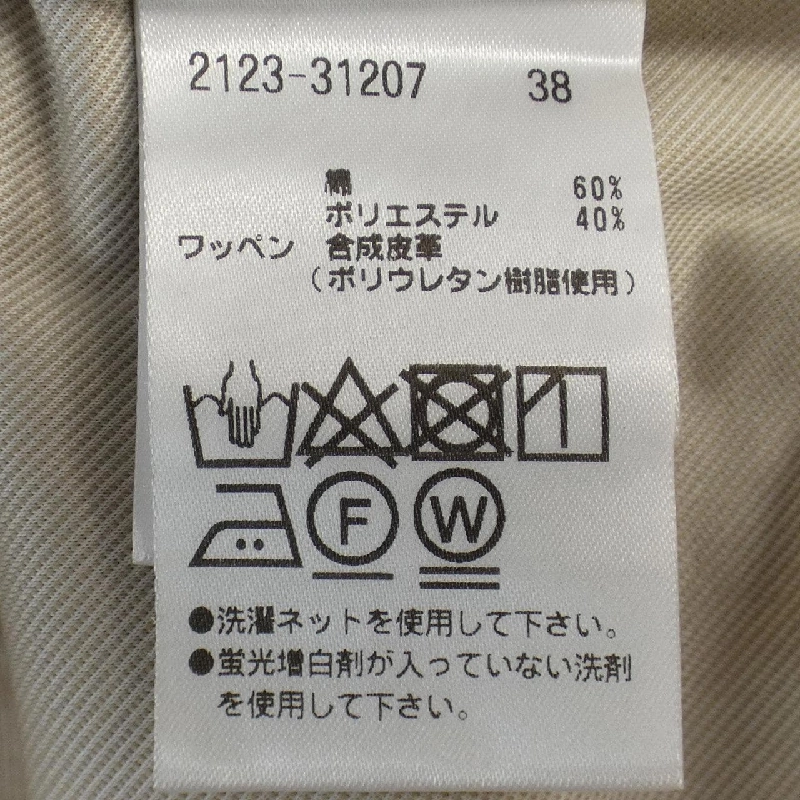 2123-31207 38
綿 60%
ポリエステル 40%
ワッペン 合成皮革
(ポリウレタン樹脂使用)
F W
●洗濯ネットを使用して下さい。
●蛍光増白剤が入っていない洗剤
を使用して下さい。